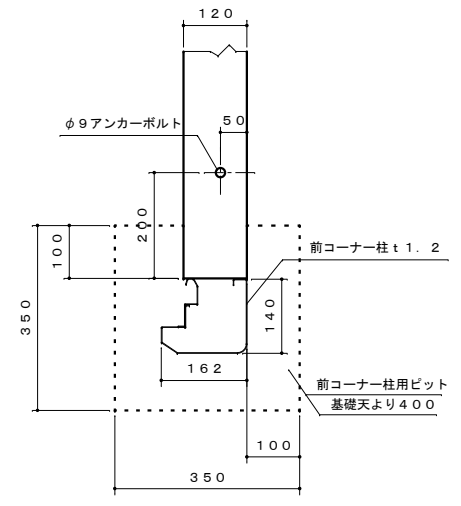 １２０
５０
φ９アンカーボルト
２００
１００
前コーナー柱ｔ１．２
３５０
１４０
１６２
前コーナー柱用ピット
基礎天より４００
１００
３５０